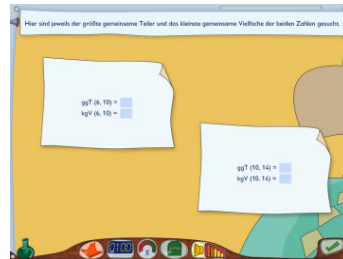 Hier sind jeweils der größte gemeinsame Teiler und das kleinste gemeinsame Vielfache der beiden Zahlen gesucht.
ggT (6, 10) =
kgV (6, 10) =
ggT (10, 14) =
kgV (10, 14) =
0100